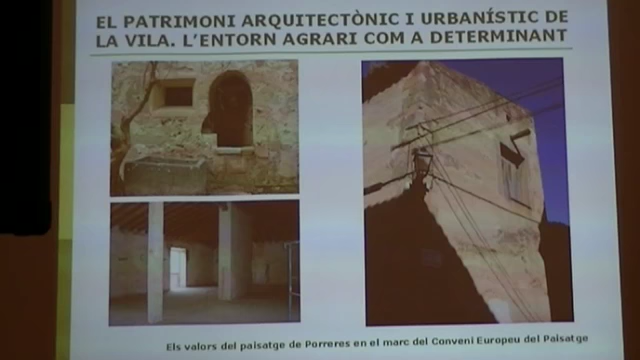 EL PATRIMONI ARQUITECTÒNIC I URBANÍSTIC DE
LA VILA. L'ENTORN AGRARI COM A DETERMINANT
Els valors del paisatge de Porreres en el marc del Conveni Europeu del Paisatge